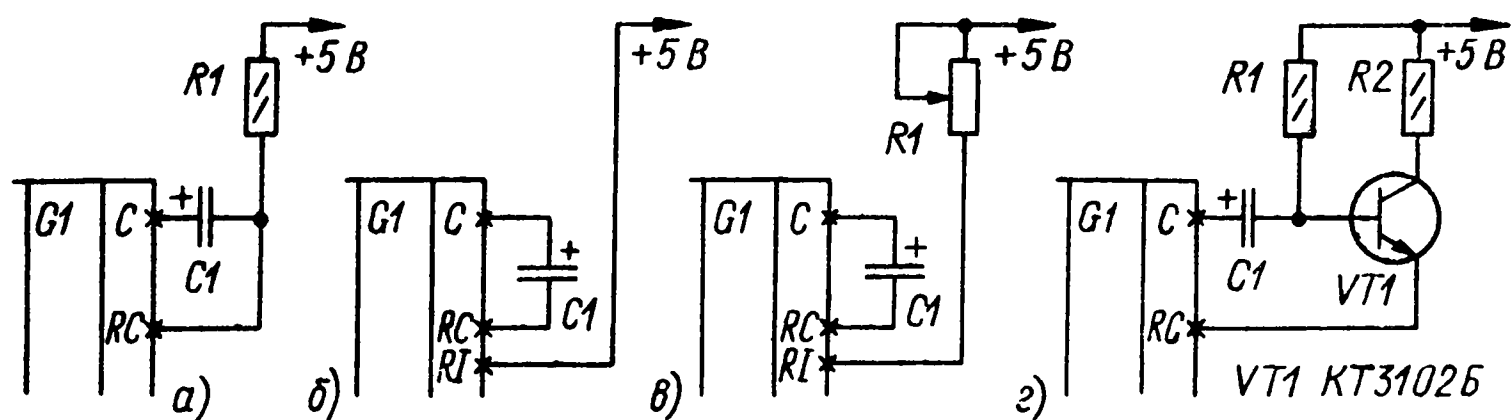 +5 В
R1
G1
C
+
C1
RC
а)
+5 В
G1
C
+
C1
RC
RI
б)
+5 В
R1
G1
C
+
C1
RC
RI
в)
+5 В
R1
R2
G1
C
+
C1
VT1
RC
VT1 КТ3102Б
г)